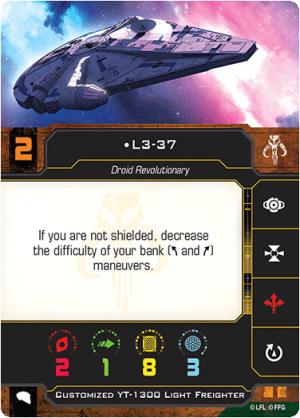 2
•L3-37
Droid Revolutionary
If you are not shielded, decrease
the difficulty of your bank (↰ and ↱)
maneuvers.
2 1 8 3
Customized YT-1300 Light Freighter
©LFL ©FFG